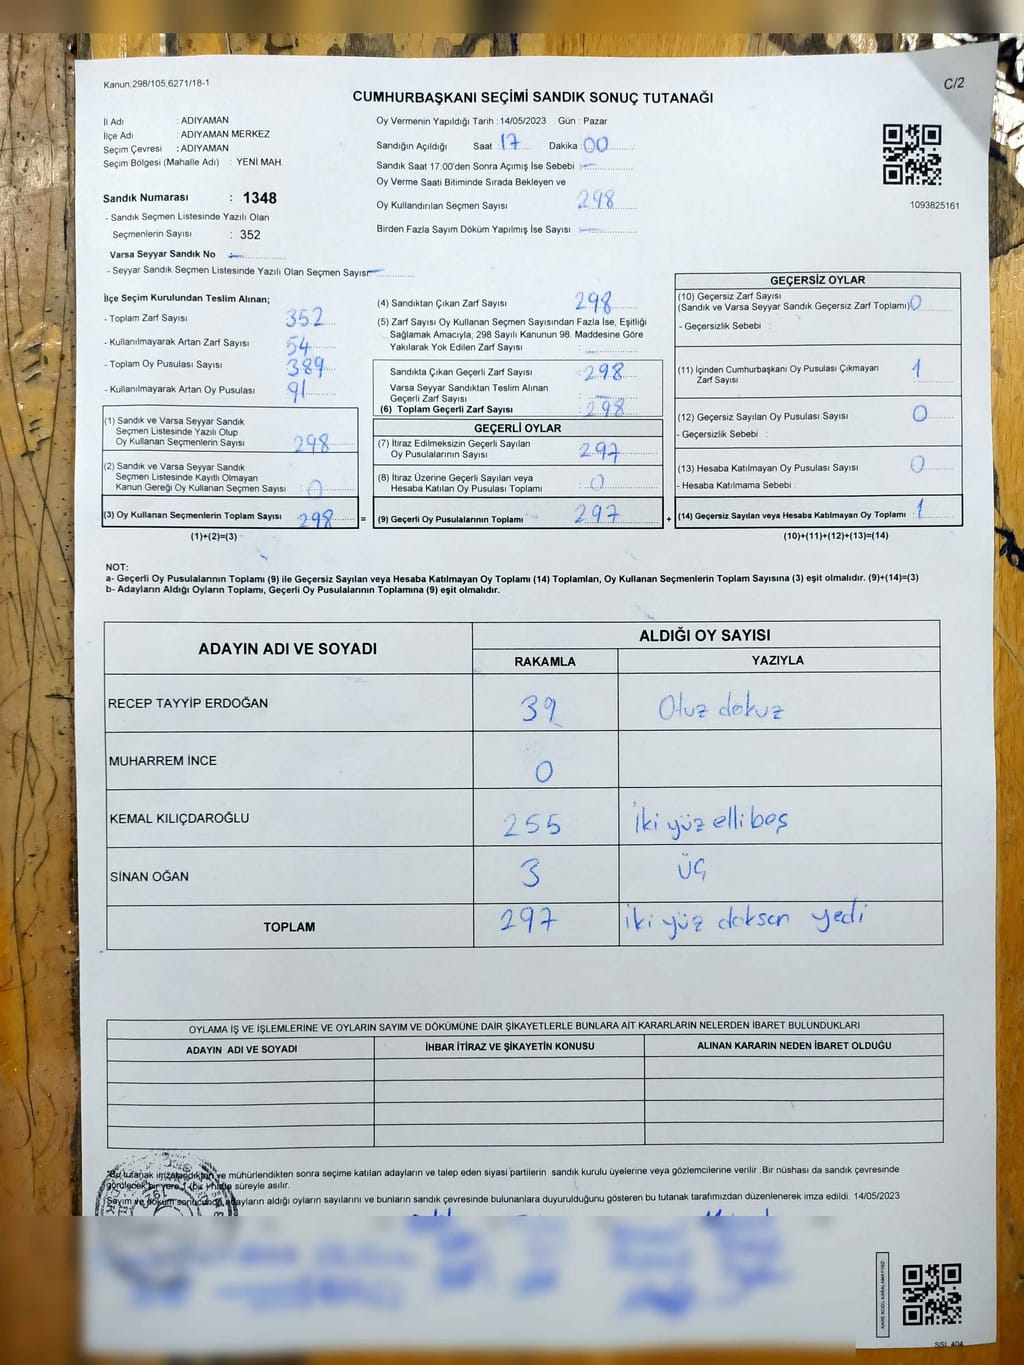 Kanun,298/105,6271/18-1
C/2
CUMHURBAŞKANI SEÇİMİ SANDIK SONUÇ TUTANAĞI
İl Adı : ADIYAMAN
İlçe Adı : ADIYAMAN MERKEZ
Seçim Çevresi : ADIYAMAN
Seçim Bölgesi (Mahalle Adı) : YENİ MAH.
Sandık Numarası : 1348
- Sandık Seçmen Listesinde Yazılı Olan
Seçmenlerin Sayısı : 352
Varsa Seyyar Sandık No : -
- Seyyar Sandık Seçmen Listesinde Yazılı Olan Seçmen Sayısı: -
Oy Vermenin Yapıldığı Tarih : 14/05/2023 Gün : Pazar
Sandığın Açıldığı Saat : 17 Dakika : 00
Sandık Saat 17:00'den Sonra Açımış İse Sebebi : -
Oy Verme Saati Bitiminde Sırada Bekleyen ve
Oy Kullandırılan Seçmen Sayısı : 298
Birden Fazla Sayım Döküm Yapılmış İse Sayısı : -
1093825161
İlçe Seçim Kurulundan Teslim Alınan;
- Toplam Zarf Sayısı : 352
- Kullanılmayarak Artan Zarf Sayısı : 54
- Toplam Oy Pusulası Sayısı : 389
- Kullanılmayarak Artan Oy Pusulası : 91
(1) Sandık ve Varsa Seyyar Sandık
Seçmen Listesinde Yazılı Olup
Oy Kullanan Seçmenlerin Sayısı : 298
(2) Sandık ve Varsa Seyyar Sandık
Seçmen Listesinde Kayıtlı Olmayan
Kanun Gereği Oy Kullanan Seçmen Sayısı : 0
(3) Oy Kullanan Seçmenlerin Toplam Sayısı : 298
(1)+(2)=(3)
(4) Sandıktan Çıkan Zarf Sayısı : 298
(5) Zarf Sayısı Oy Kullanan Seçmen Sayısından Fazla İse, Eşitliği
Sağlamak Amacıyla; 298 Sayılı Kanunun 98. Maddesine Göre
Yakılarak Yok Edilen Zarf Sayısı :
Sandıkta Çıkan Geçerli Zarf Sayısı : 298
Varsa Seyyar Sandıktan Teslim Alınan
Geçerli Zarf Sayısı : -
(6) Toplam Geçerli Zarf Sayısı : 298
GEÇERLİ OYLAR
(7) İtiraz Edilmeksizin Geçerli Sayılan
Oy Pusulalarının Sayısı : 297
(8) İtiraz Üzerine Geçerli Sayılan veya
Hesaba Katılan Oy Pusulası Toplamı : 0
= (9) Geçerli Oy Pusulalarının Toplamı : 297 +
GEÇERSİZ OYLAR
(10) Geçersiz Zarf Sayısı
(Sandık ve Varsa Seyyar Sandık Geçersiz Zarf Toplamı) : 0
- Geçersizlik Sebebi :
(11) İçinden Cumhurbaşkanı Oy Pusulası Çıkmayan
Zarf Sayısı : 1
(12) Geçersiz Sayılan Oy Pusulası Sayısı : 0
- Geçersizlik Sebebi :
(13) Hesaba Katılmayan Oy Pusulası Sayısı : 0
- Hesaba Katılmama Sebebi :
(14) Geçersiz Sayılan veya Hesaba Katılmayan Oy Toplamı : 1
(10)+(11)+(12)+(13)=(14)
NOT:
a- Geçerli Oy Pusulalarının Toplamı (9) ile Geçersiz Sayılan veya Hesaba Katılmayan Oy Toplamı (14) Toplamları, Oy Kullanan Seçmenlerin Toplam Sayısına (3) eşit olmalıdır. (9)+(14)=(3)
b- Adayların Aldığı Oyların Toplamı, Geçerli Oy Pusulalarının Toplamına (9) eşit olmalıdır.
ADAYIN ADI VE SOYADI ALDIĞI OY SAYISI
RAKAMLA YAZIYLA
RECEP TAYYİP ERDOĞAN 39 Otuz dokuz
MUHARREM İNCE 0
KEMAL KILIÇDAROĞLU 255 iki yüz elli beş
SİNAN OĞAN 3 üç
TOPLAM 297 iki yüz doksan yedi
OYLAMA İŞ VE İŞLEMLERİNE VE OYLARIN SAYIM VE DÖKÜMÜNE DAİR ŞİKAYETLERLE BUNLARA AİT KARARLARIN NELERDEN İBARET BULUNDUKLARI
ADAYIN ADI VE SOYADI İHBAR İTİRAZ VE ŞİKAYETİN KONUSU ALINAN KARARIN NEDEN İBARET OLDUĞU
Bu tutanak imzalandıktan ve mühürlendikten sonra seçime katılan adayların ve talep eden siyasi partilerin sandık kurulu üyelerine veya gözlemcilerine verilir. Bir nüshası da sandık çevresinde
görülecek bir yere 1 (bir) hafta süreyle asılır.
Sayım ve döküm sonucunda adayların aldığı oyların sayılarını ve bunların sandık çevresinde bulunanlara duyurulduğunu gösteren bu tutanak tarafımızdan düzenlenerek imza edildi. 14/05/2023
SSI 404